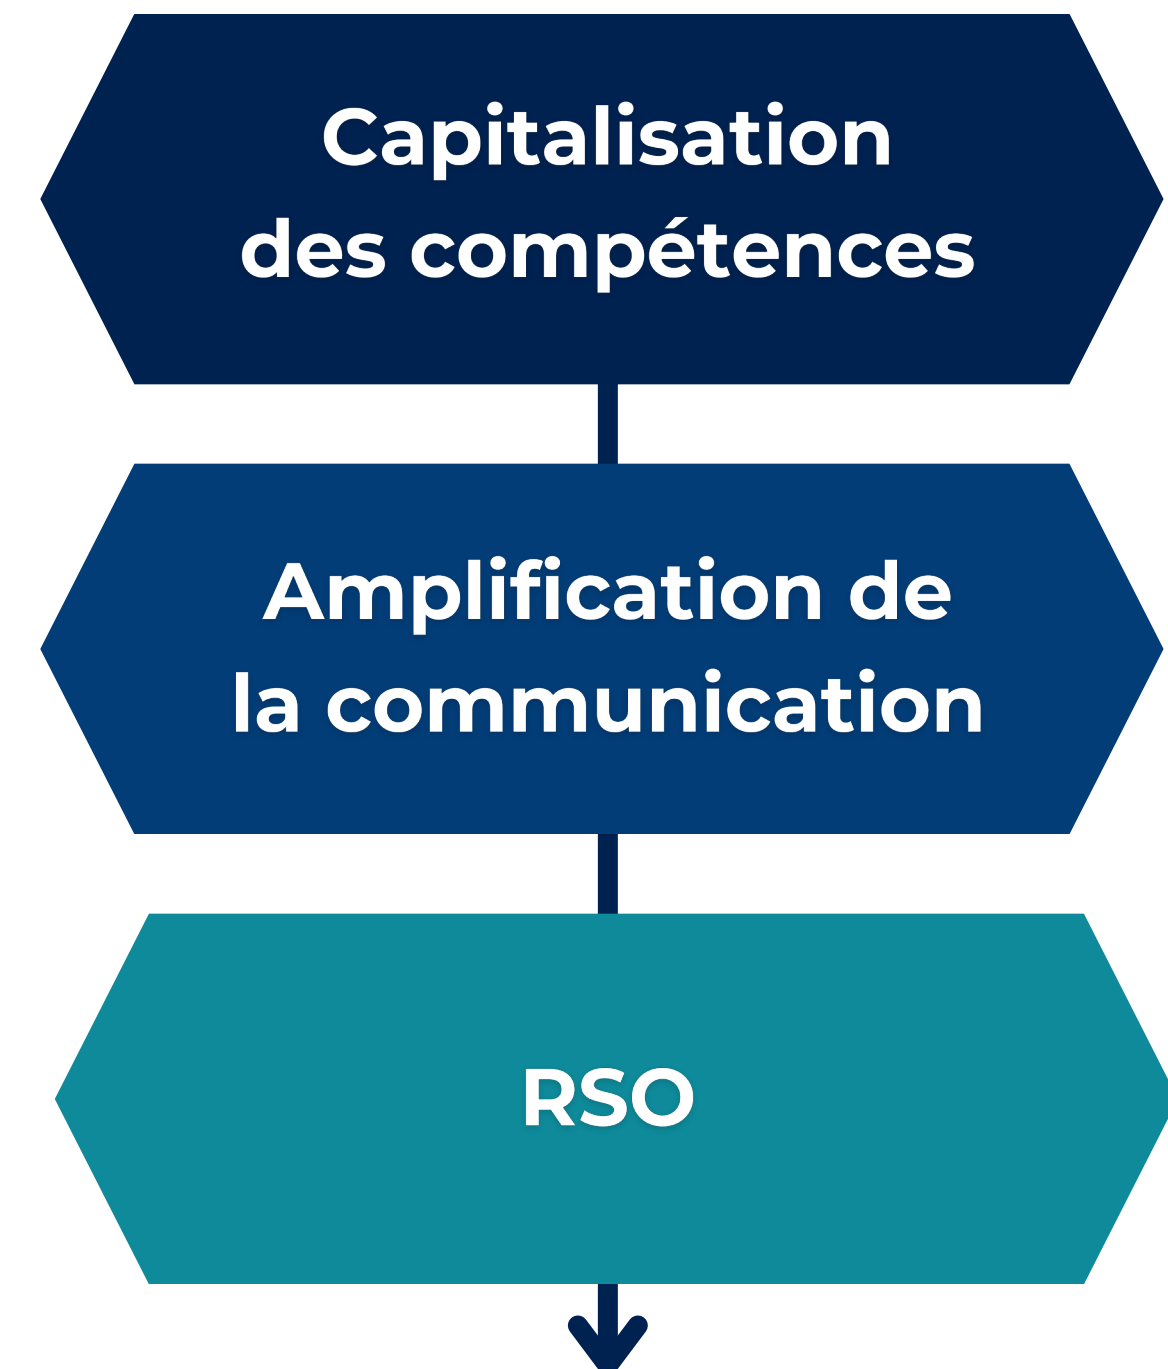 Capitalisation
des compétences
Amplification de
la communication
RSO